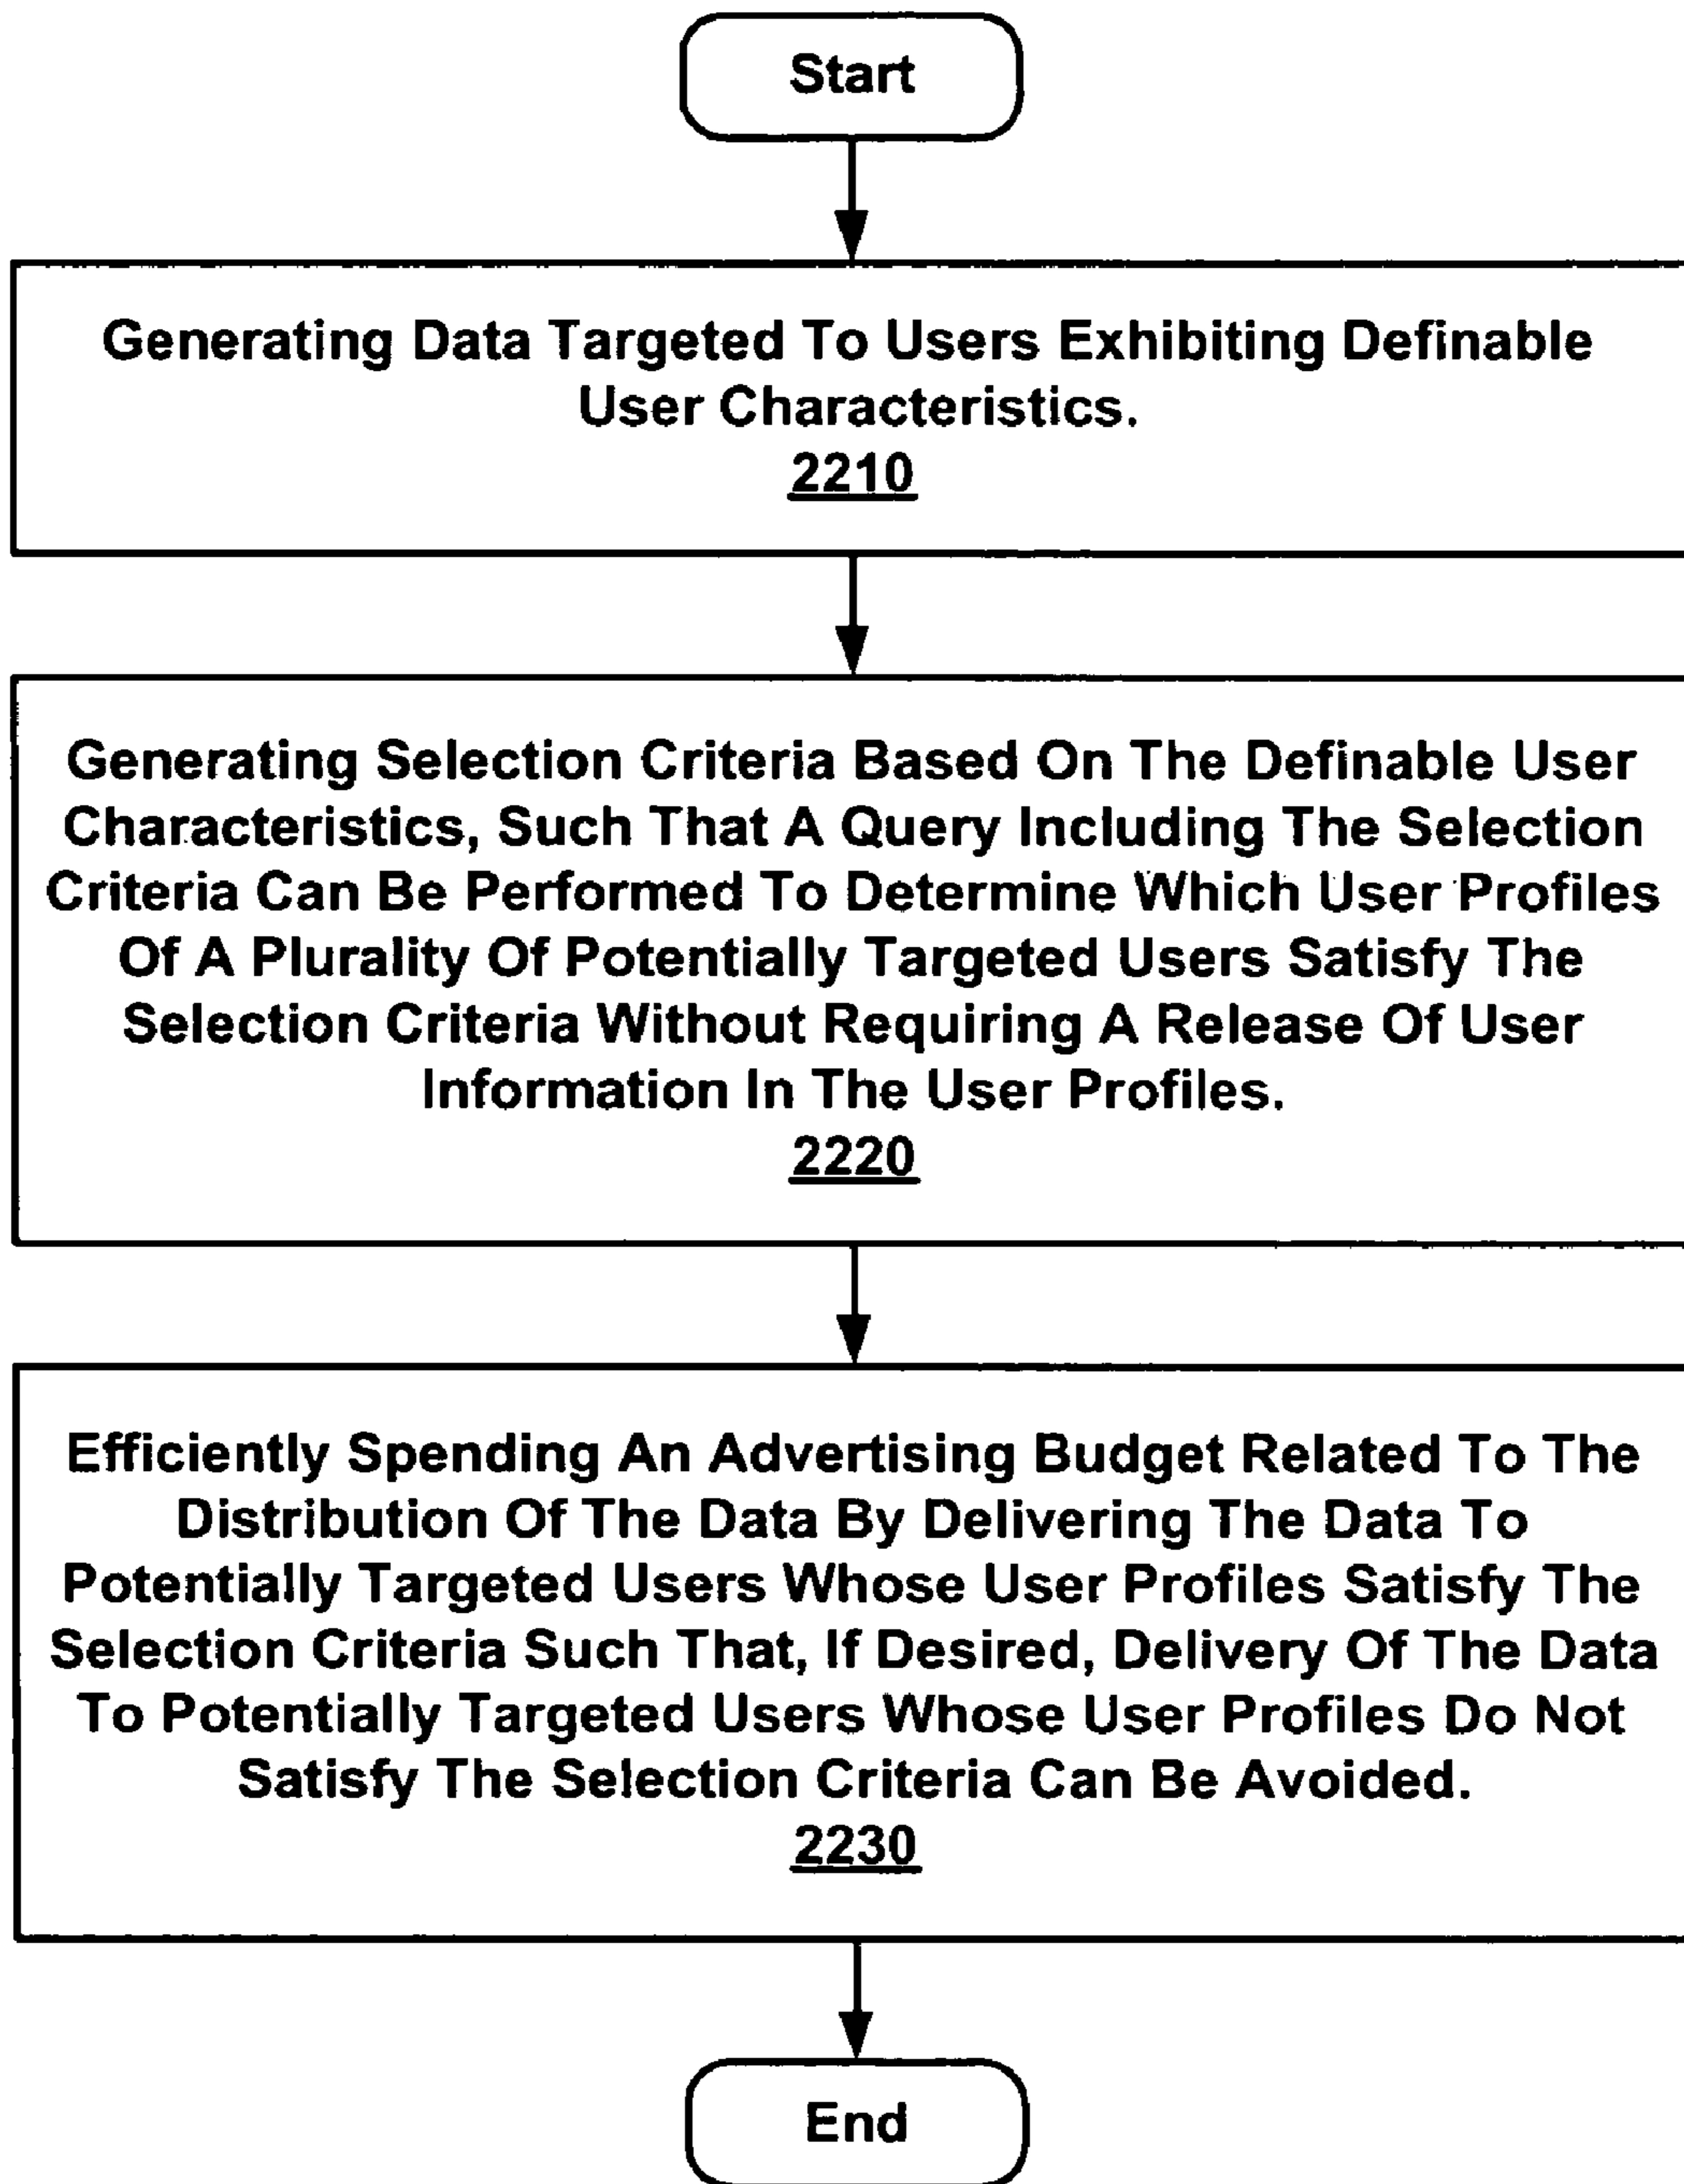 Start
Generating Data Targeted To Users Exhibiting Definable
User Characteristics.
2210
Generating Selection Criteria Based On The Definable User
Characteristics, Such That A Query Including The Selection
Criteria Can Be Performed To Determine Which User Profiles
Of A Plurality Of Potentially Targeted Users Satisfy The
Selection Criteria Without Requiring A Release Of User
Information In The User Profiles.
2220
Efficiently Spending An Advertising Budget Related To The
Distribution Of The Data By Delivering The Data To
Potentially Targeted Users Whose User Profiles Satisfy The
Selection Criteria Such That, If Desired, Delivery Of The Data
To Potentially Targeted Users Whose User Profiles Do Not
Satisfy The Selection Criteria Can Be Avoided.
2230
End